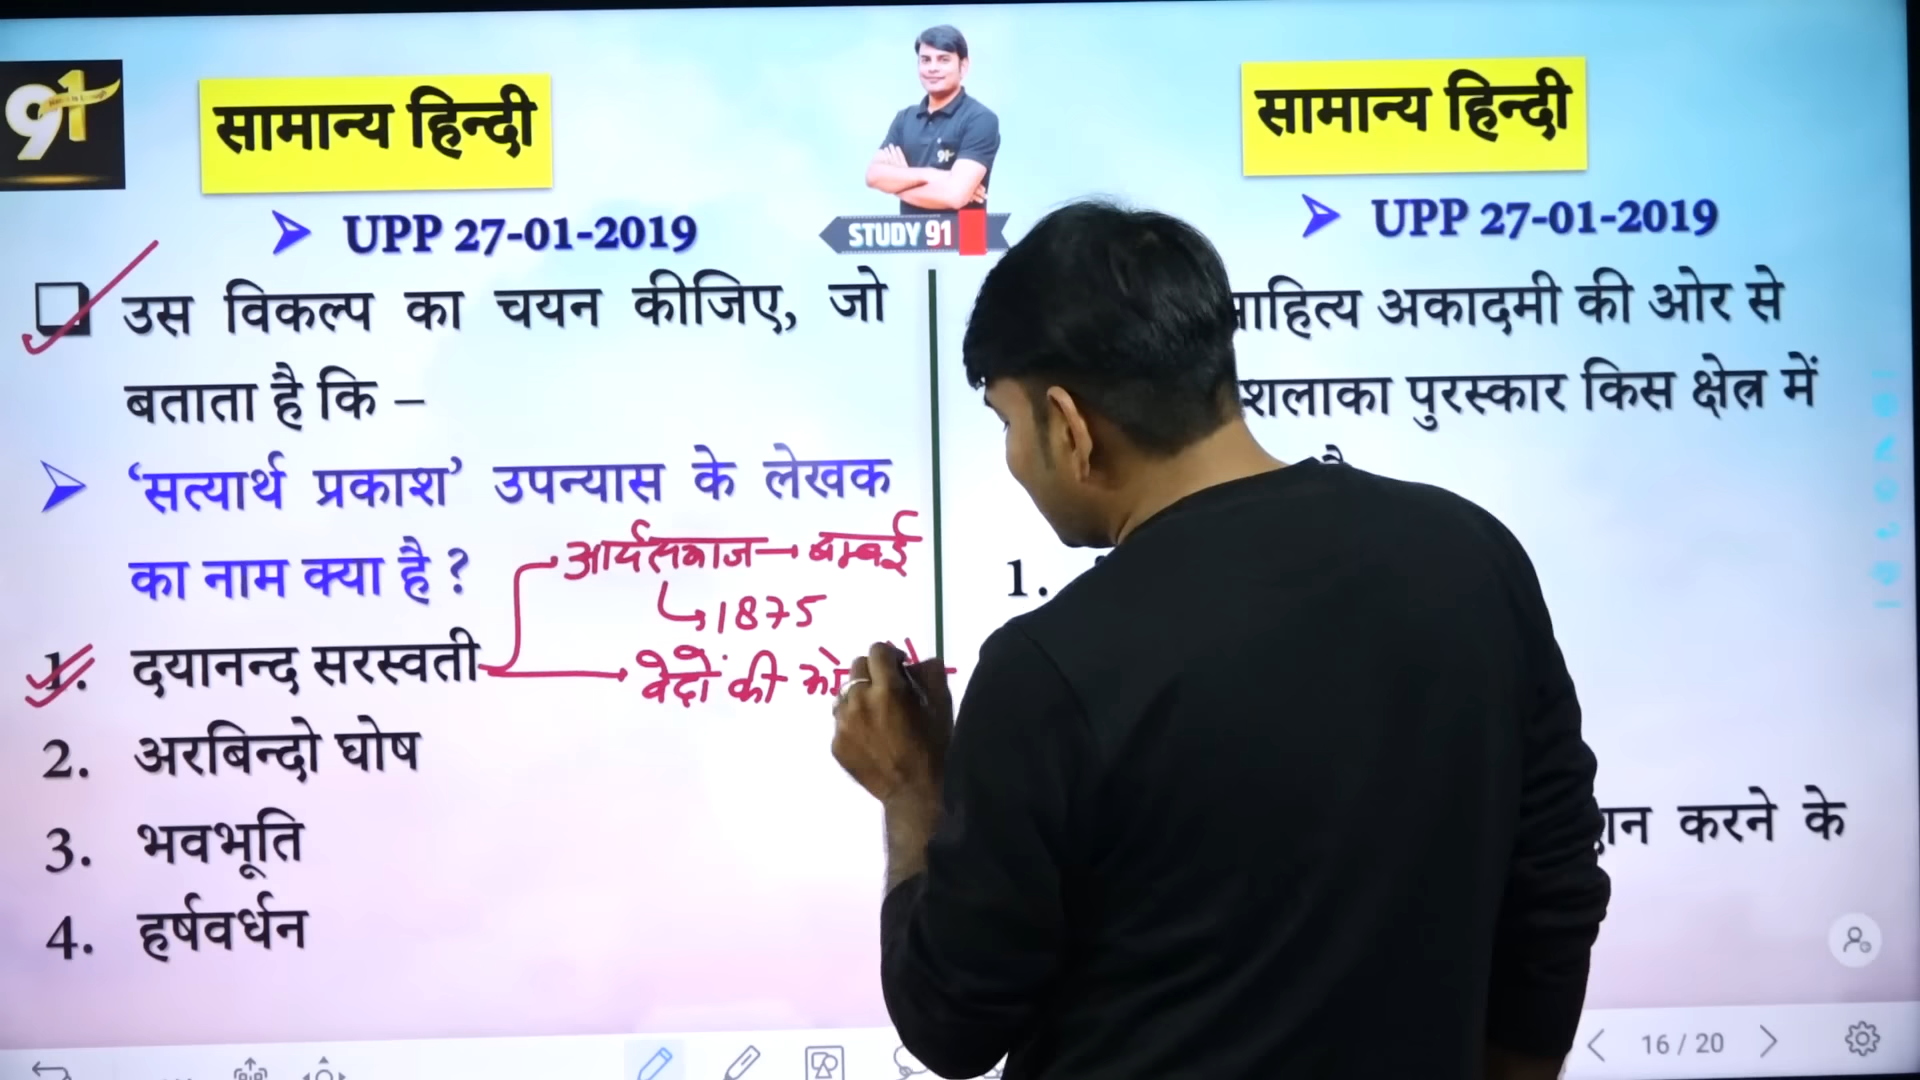 91
सामान्य हिन्दी
UPP 27-01-2019
उस विकल्प का चयन कीजिए, जो
बताता है कि –
‘सत्यार्थ प्रकाश’ उपन्यास के लेखक
का नाम क्या है ?
आर्यसमाज → बम्बई
1875
1. दयानन्द सरस्वती
वेदों की
2. अरबिन्दो घोष
3. भवभूति
4. हर्षवर्धन
STUDY 91
सामान्य हिन्दी
UPP 27-01-2019
साहित्य अकादमी की ओर से
शलाका पुरस्कार किस क्षेत्र में
1.
करने के
16 / 20